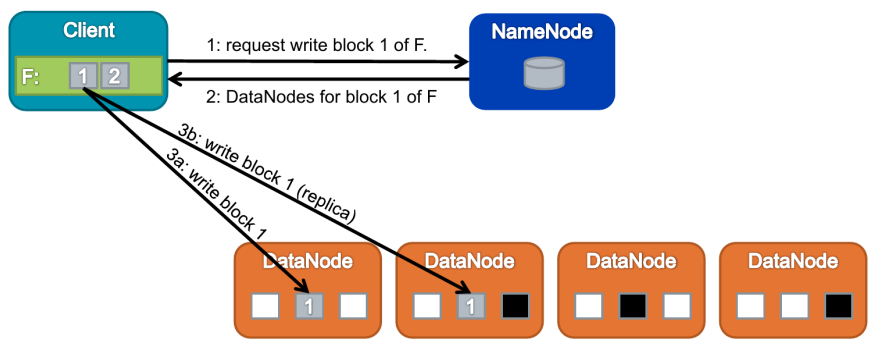 Client
NameNode
1: request write block 1 of F.
F: 1 2
2: DataNodes for block 1 of F
3b: write block 1 (replica)
3a: write block 1
DataNode
DataNode
DataNode
DataNode
1
1